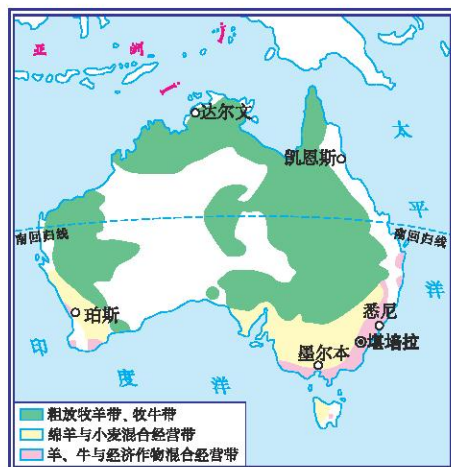 亚 洲
达尔文
太
凯恩斯
平
南回归线
南回归线
洋
珀斯
悉尼
堪培拉
墨尔本
印 度 洋
粗放牧羊带、牧牛带
绵羊与小麦混合经营带
羊、牛与经济作物混合经营带